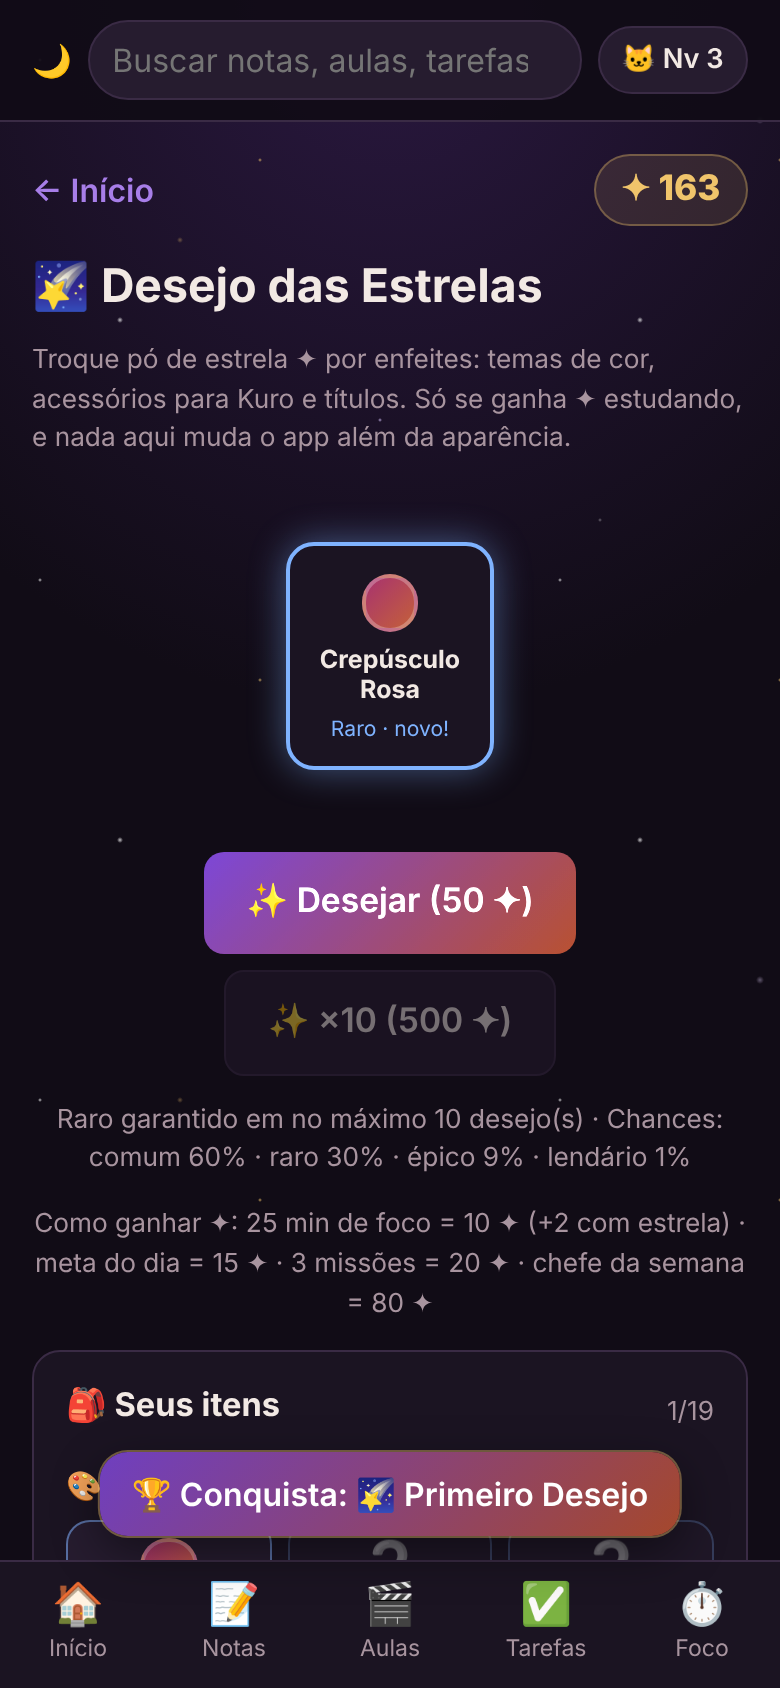 Buscar notas, aulas, tarefas
Nv 3
← Início
✦ 163
Desejo das Estrelas
Troque pó de estrela ✦ por enfeites: temas de cor,
acessórios para Kuro e títulos. Só se ganha ✦ estudando,
e nada aqui muda o app além da aparência.
Crepúsculo
Rosa
Raro · novo!
✨ Desejar (50 ✦)
✨ ×10 (500 ✦)
Raro garantido em no máximo 10 desejo(s) · Chances:
comum 60% · raro 30% · épico 9% · lendário 1%
Como ganhar ✦: 25 min de foco = 10 ✦ (+2 com estrela) ·
meta do dia = 15 ✦ · 3 missões = 20 ✦ · chefe da semana
= 80 ✦
Seus itens
1/19
Conquista: 🌠 Primeiro Desejo
? ?
Início
Notas
Aulas
Tarefas
Foco